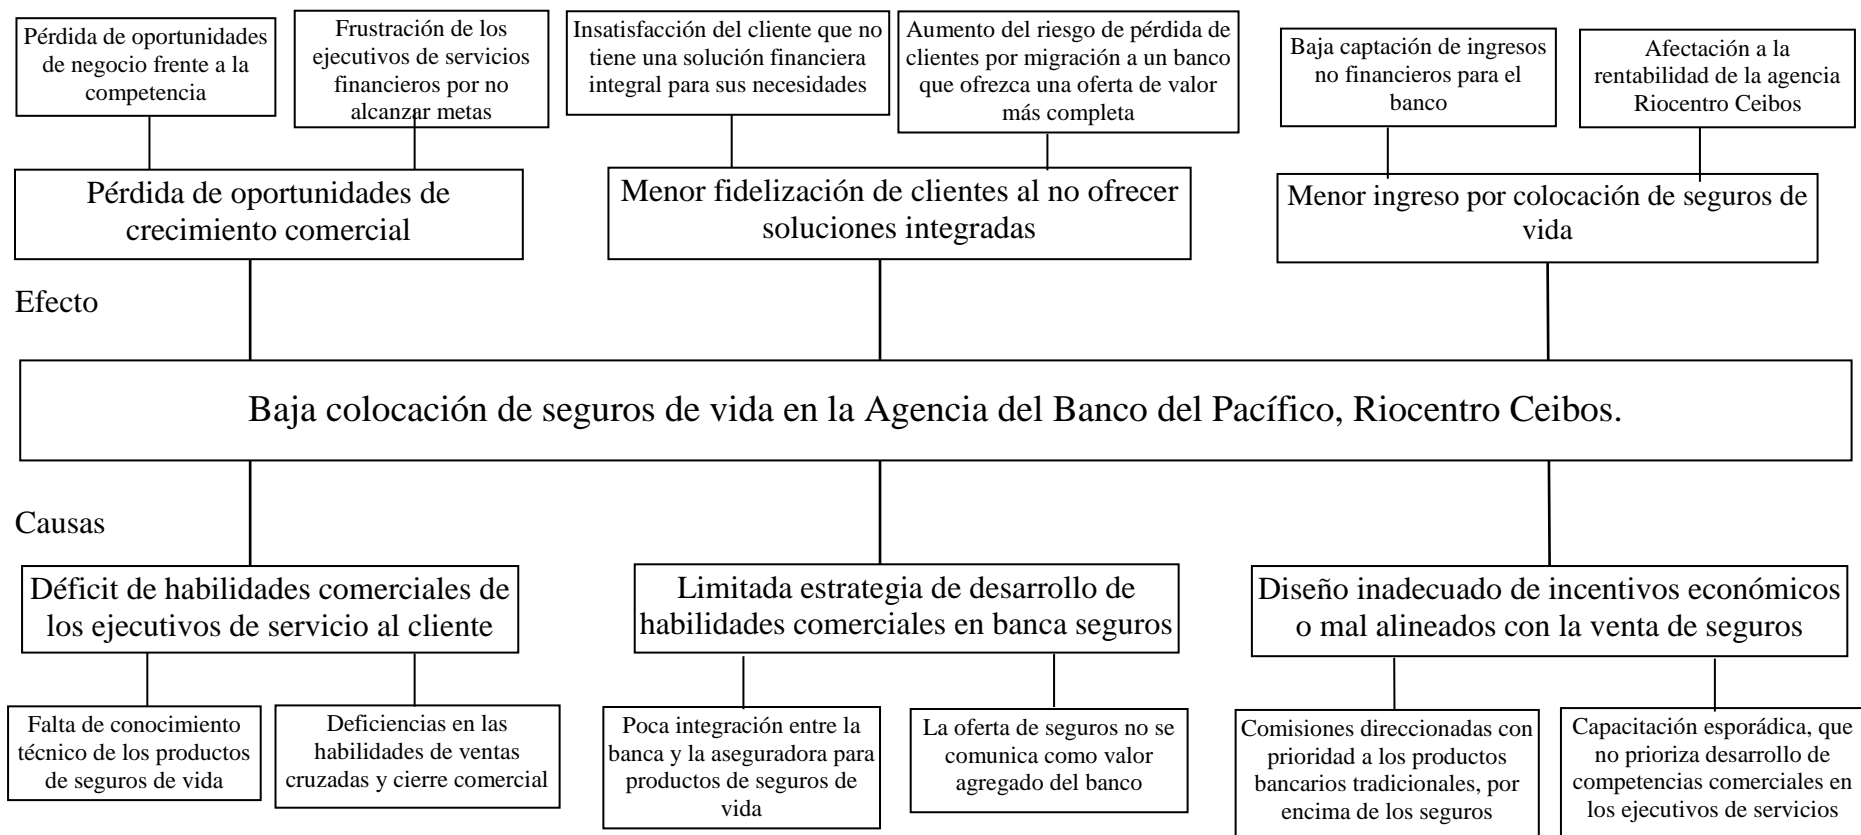 Pérdida de oportunidades
de negocio frente a la
competencia
Frustración de los
ejecutivos de servicios
financieros por no
alcanzar metas
Insatisfacción del cliente que no
tiene una solución financiera
integral para sus necesidades
Aumento del riesgo de pérdida de
clientes por migración a un banco
que ofrezca una oferta de valor
más completa
Baja captación de ingresos
no financieros para el
banco
Afectación a la
rentabilidad de la agencia
Riocentro Ceibos
Pérdida de oportunidades de
crecimiento comercial
Menor fidelización de clientes al no ofrecer
soluciones integradas
Menor ingreso por colocación de seguros de
vida
Efecto
Baja colocación de seguros de vida en la Agencia del Banco del Pacífico, Riocentro Ceibos.
Causas
Déficit de habilidades comerciales de
los ejecutivos de servicio al cliente
Limitada estrategia de desarrollo de
habilidades comerciales en banca seguros
Diseño inadecuado de incentivos económicos
o mal alineados con la venta de seguros
Falta de conocimiento
técnico de los productos
de seguros de vida
Deficiencias en las
habilidades de ventas
cruzadas y cierre comercial
Poca integración entre la
banca y la aseguradora para
productos de seguros de
vida
La oferta de seguros no se
comunica como valor
agregado del banco
Comisiones direccionadas con
prioridad a los productos
bancarios tradicionales, por
encima de los seguros
Capacitación esporádica, que
no prioriza desarrollo de
competencias comerciales en
los ejecutivos de servicios